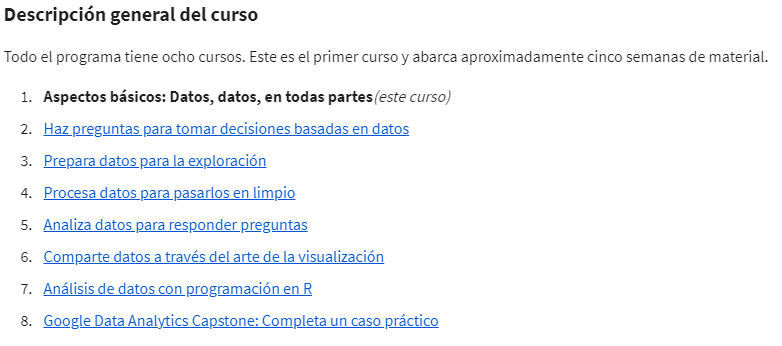 Descripción general del curso
Todo el programa tiene ocho cursos. Este es el primer curso y abarca aproximadamente cinco semanas de material.
1. Aspectos básicos: Datos, datos, en todas partes(este curso)
2. Haz preguntas para tomar decisiones basadas en datos
3. Prepara datos para la exploración
4. Procesa datos para pasarlos en limpio
5. Analiza datos para responder preguntas
6. Comparte datos a través del arte de la visualización
7. Análisis de datos con programación en R
8. Google Data Analytics Capstone: Completa un caso práctico